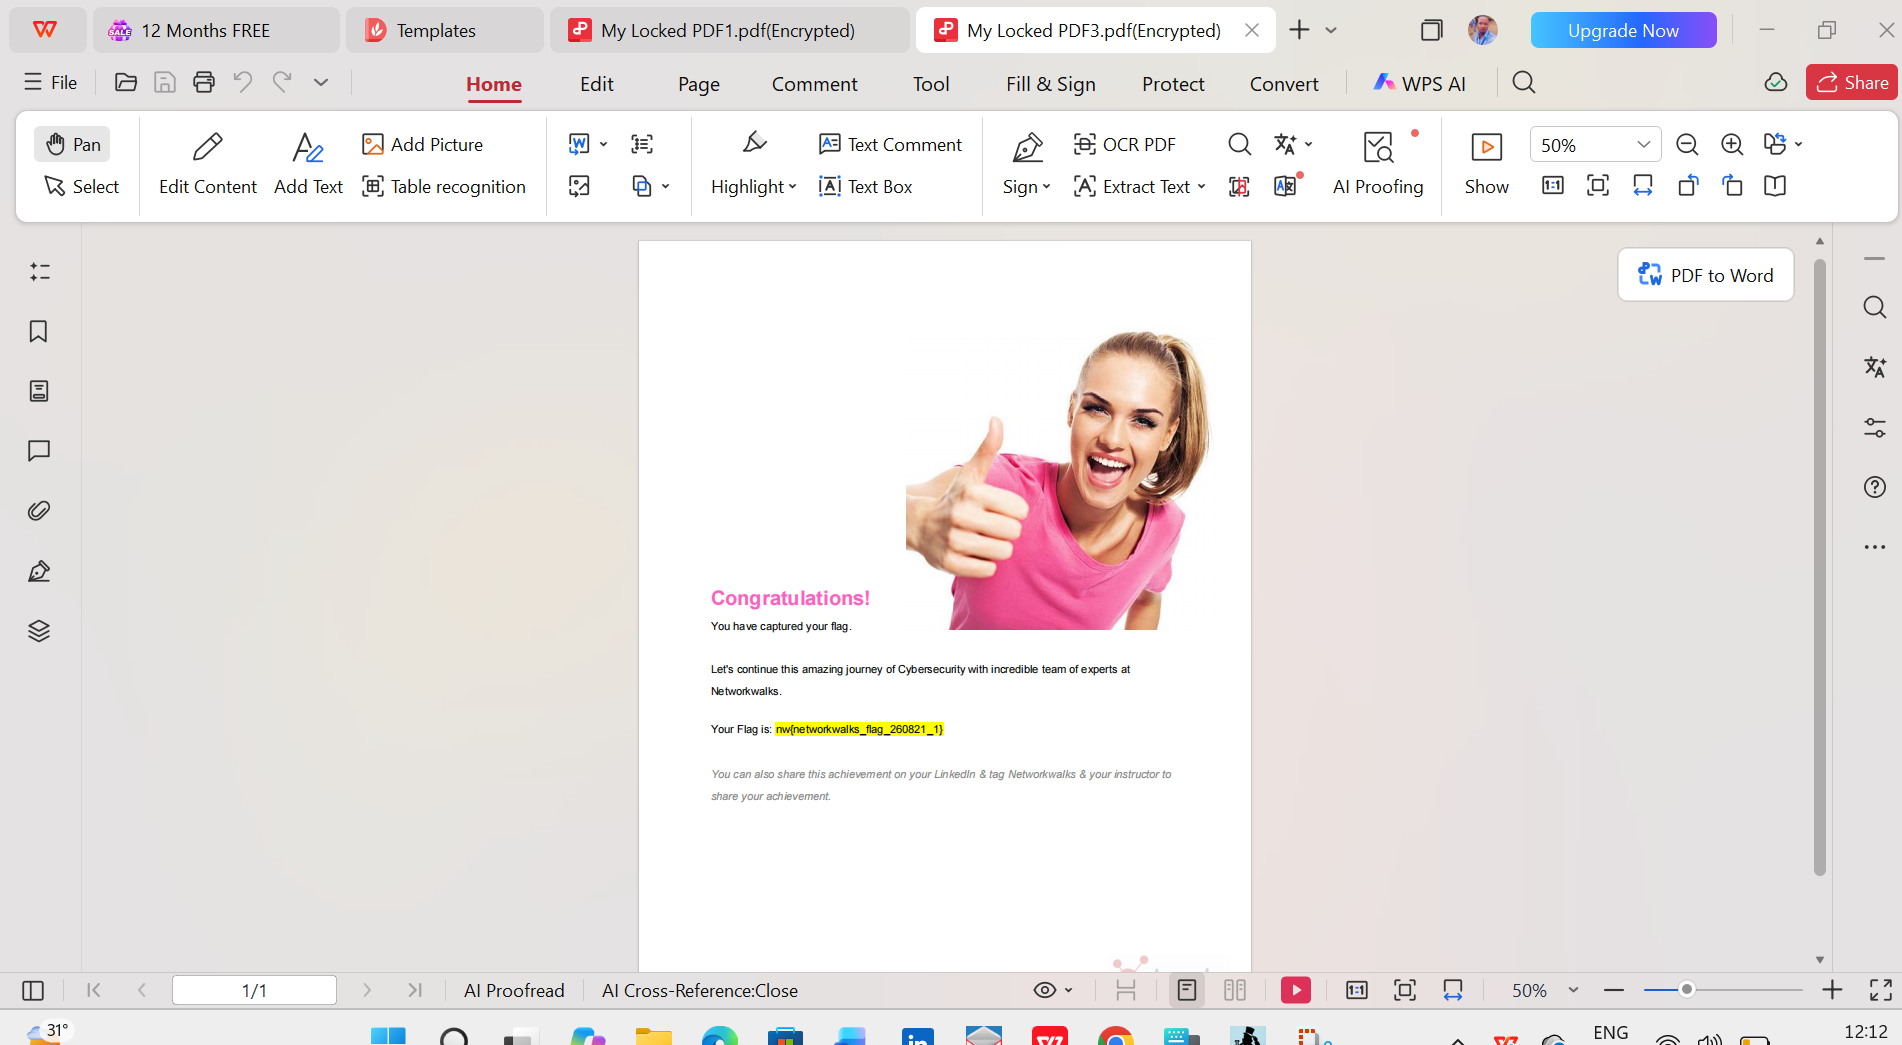 12 Months FREE
Templates
My Locked PDF1.pdf(Encrypted)
My Locked PDF3.pdf(Encrypted)
Upgrade Now
File
Home
Edit
Page
Comment
Tool
Fill & Sign
Protect
Convert
WPS AI
Share
Pan
Select
Edit Content
Add Text
Add Picture
Table recognition
Highlight
Text Comment
Text Box
Sign
OCR PDF
Extract Text
AI Proofing
Show
50%
PDF to Word
Congratulations!
You have captured your flag.
Let's continue this amazing journey of Cybersecurity with incredible team of experts at
Networkwalks.
Your Flag is: nw{networkwalks_flag_260821_1}
You can also share this achievement on your LinkedIn & tag Networkwalks & your instructor to
share your achievement.
1/1
AI Proofread
AI Cross-Reference:Close
50%
31°
ENG
12:12